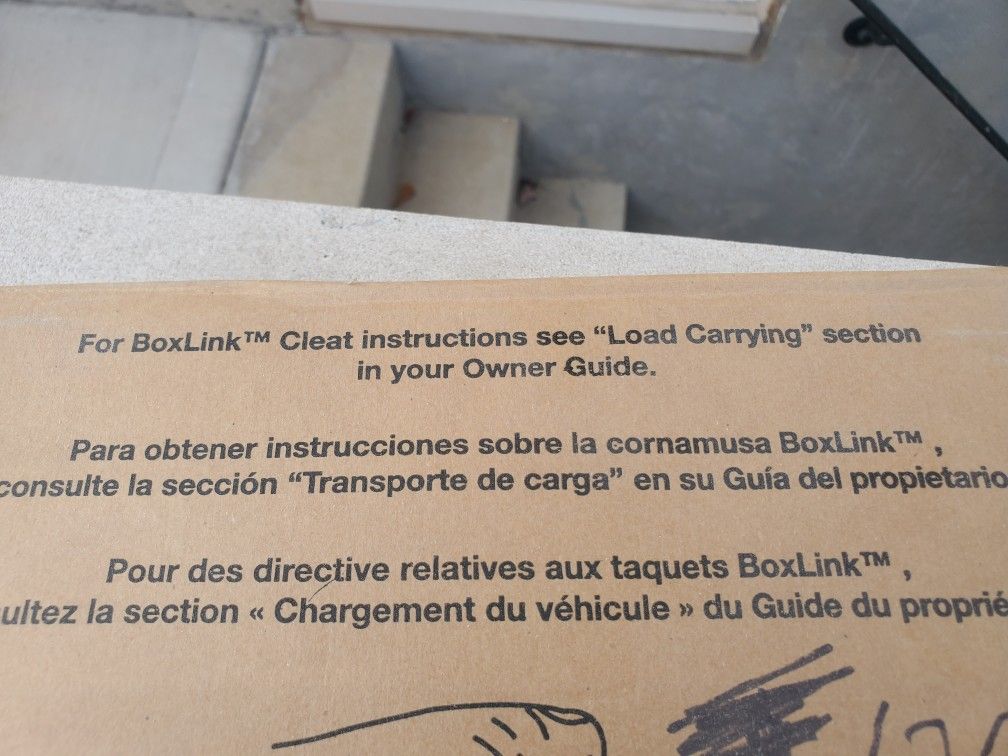 For BoxLink™ Cleat instructions see “Load Carrying” section
in your Owner Guide.
Para obtener instrucciones sobre la cornamusa BoxLink™ ,
consulte la sección “Transporte de carga” en su Guía del propietario
Pour des directive relatives aux taquets BoxLink™ ,
ultez la section « Chargement du véhicule » du Guide du proprié